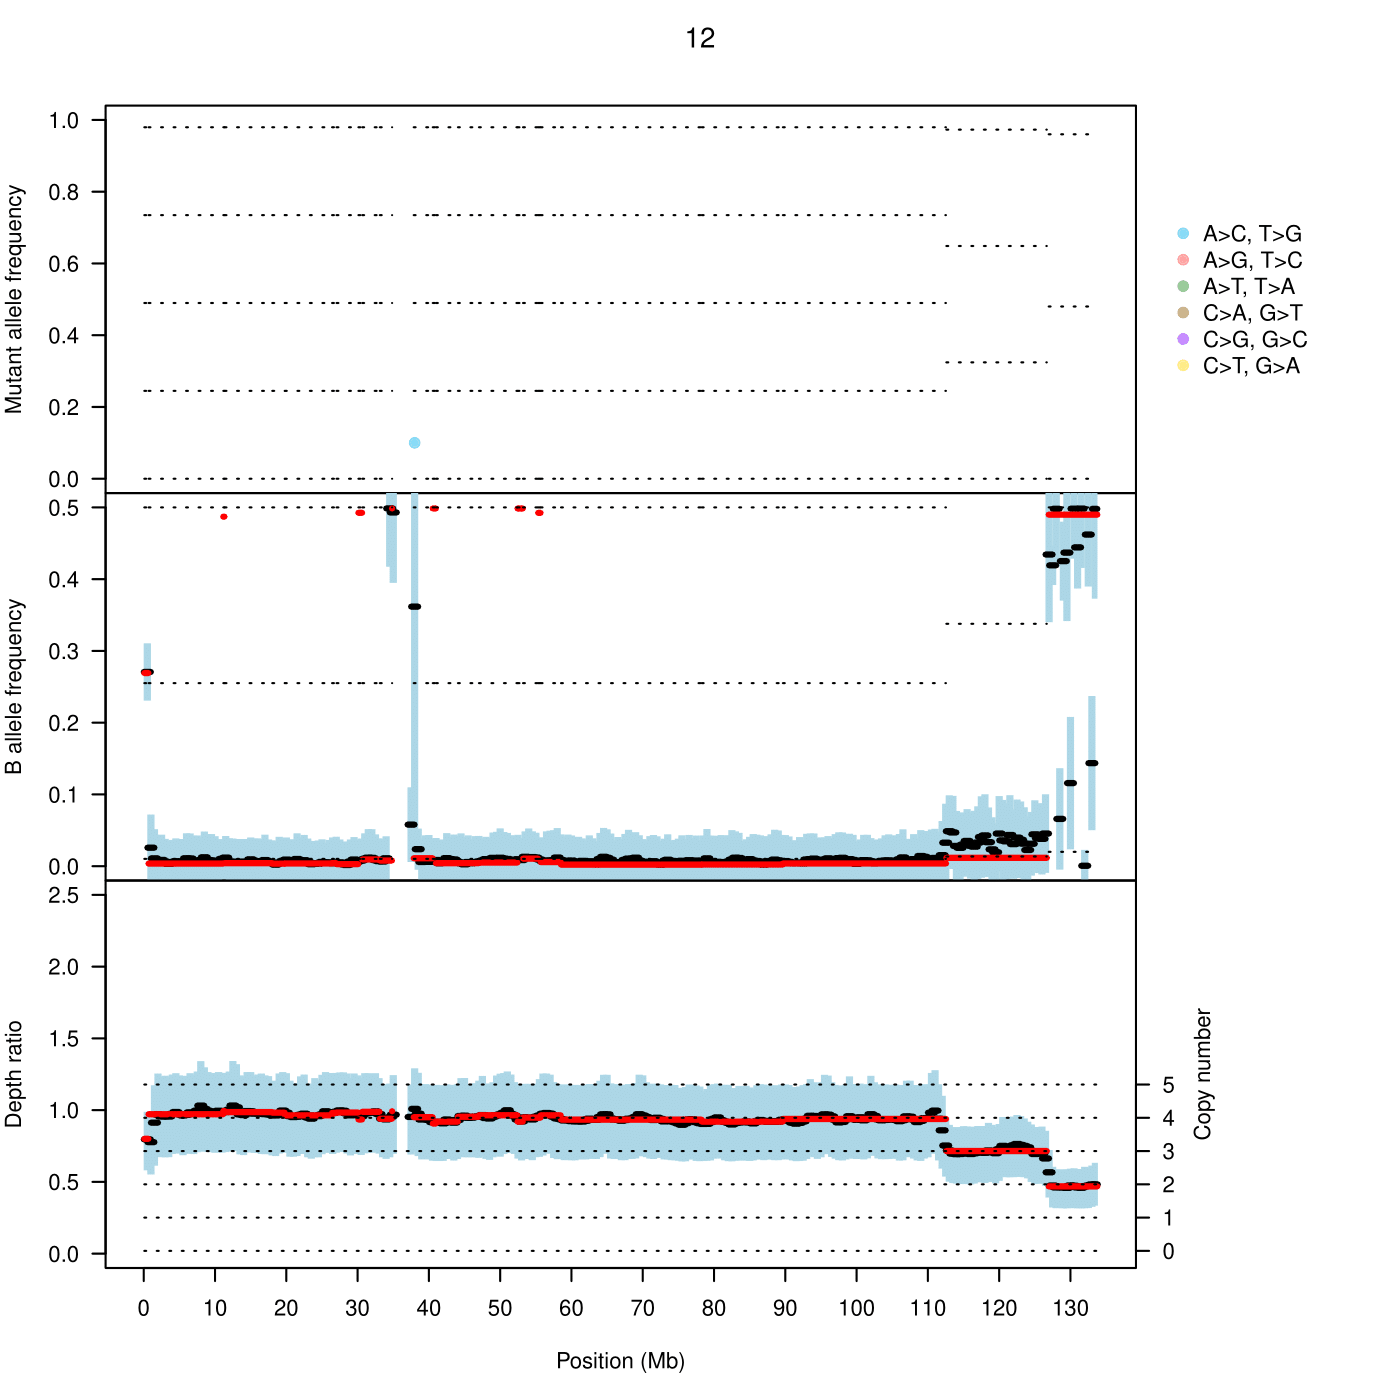 12
Mutant allele frequency
1.0
0.8
0.6
0.4
0.2
0.0
A>C, T>G
A>G, T>C
A>T, T>A
C>A, G>T
C>G, G>C
C>T, G>A
B allele frequency
0.5
0.4
0.3
0.2
0.1
0.0
Depth ratio
2.5
2.0
1.5
1.0
0.5
0.0
Copy number
5
4
3
2
1
0
0 10 20 30 40 50 60 70 80 90 100 110 120 130
Position (Mb)